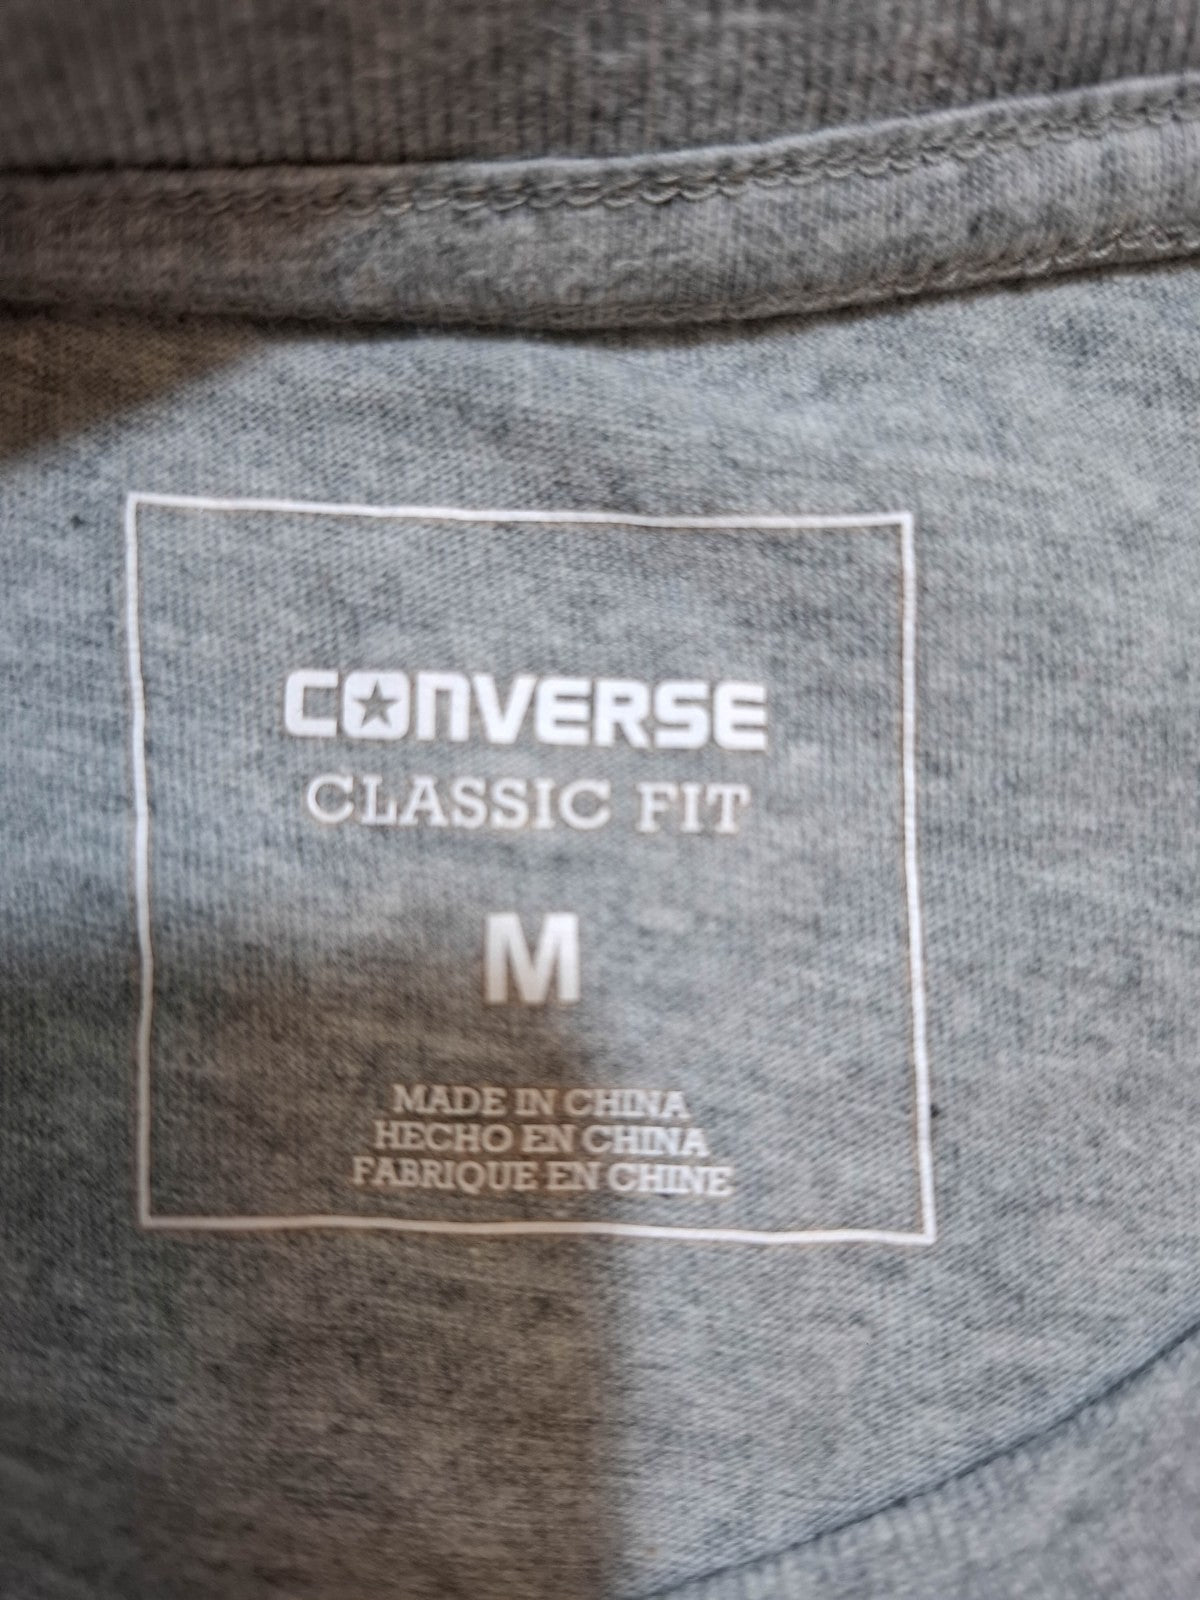 CONVERSE
CLASSIC FIT
M
MADE IN CHINA
HECHO EN CHINA
FABRIQUE EN CHINE